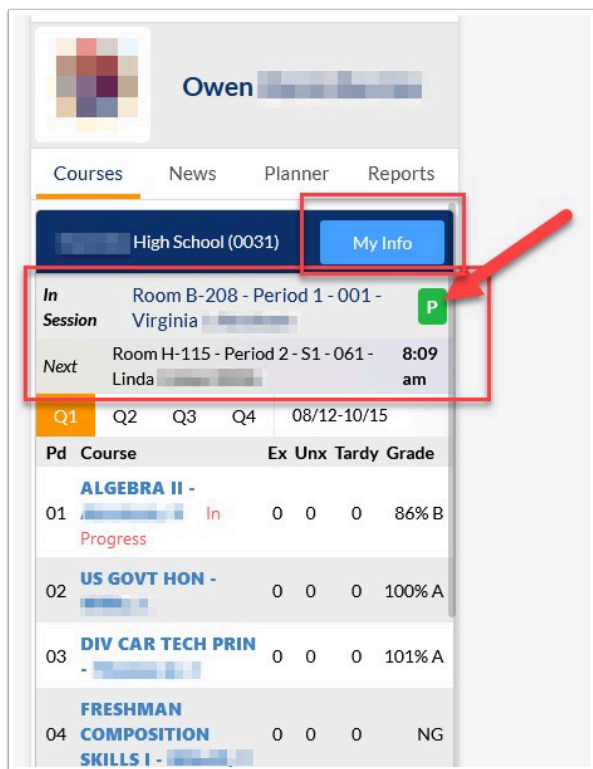 Owen
Courses News Planner Reports
High School (0031) My Info
In Room B-208 - Period 1 - 001 - P
Session Virginia
Next Room H-115 - Period 2 - S1 - 061 - 8:09
Linda am
Q1 Q2 Q3 Q4 08/12-10/15
Pd Course Ex Unx Tardy Grade
ALGEBRA II -
01 In 0 0 0 86% B
Progress
US GOVT HON -
02 0 0 0 100% A
DIV CAR TECH PRIN
03 - 0 0 0 101% A
FRESHMAN
04 COMPOSITION 0 0 0 NG
SKILLS I -